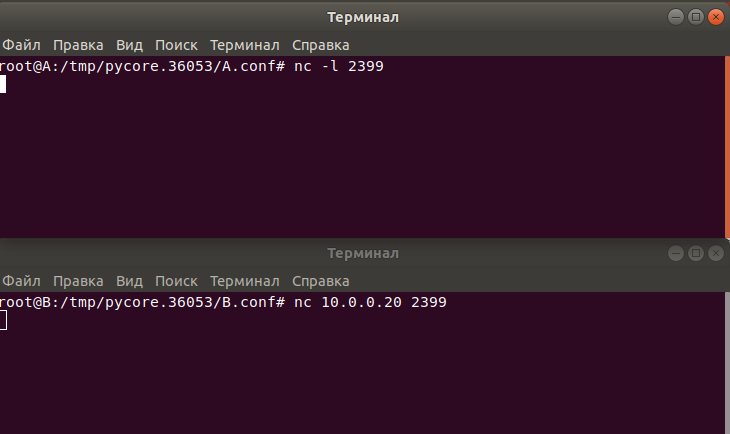 Терминал
Файл Правка Вид Поиск Терминал Справка
root@A:/tmp/pycore.36053/A.conf# nc -l 2399
Терминал
Файл Правка Вид Поиск Терминал Справка
root@B:/tmp/pycore.36053/B.conf# nc 10.0.0.20 2399